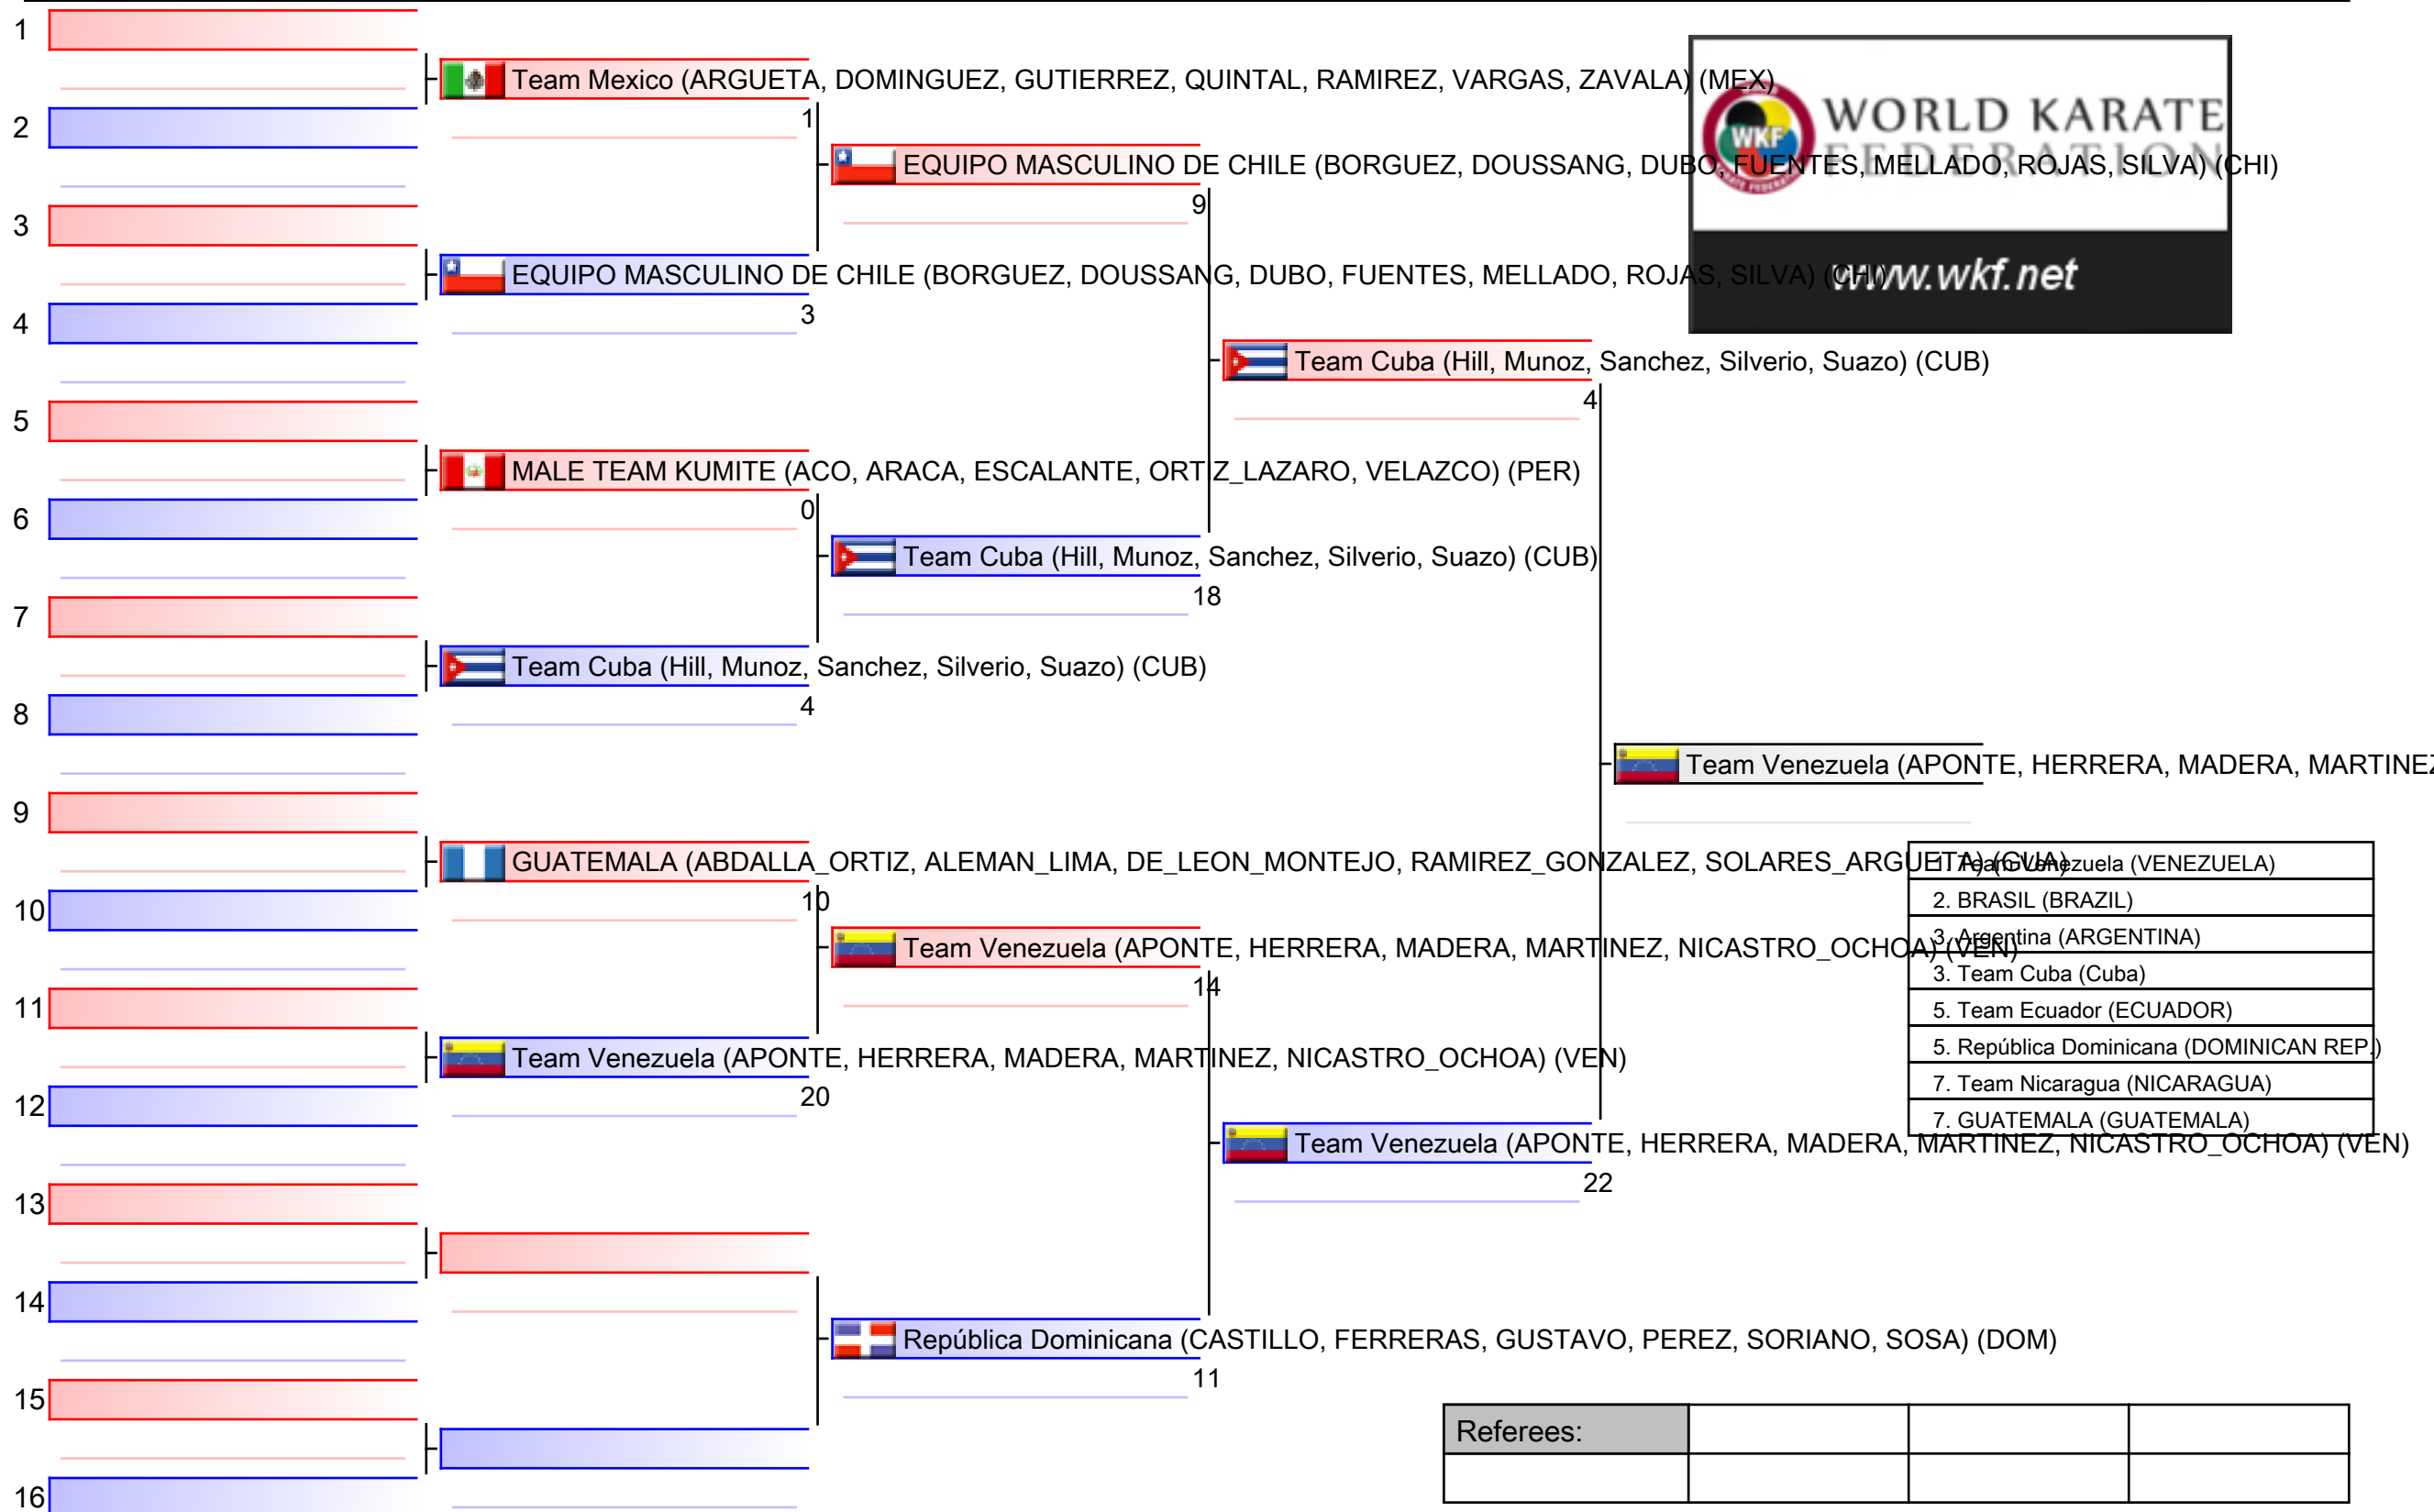 1
Team Mexico (ARGUETA, DOMINGUEZ, GUTIERREZ, QUINTAL, RAMIREZ, VARGAS, ZAVALA) (MEX)
WORLD KARATE
FEDERATION
WKF
2
1
EQUIPO MASCULINO DE CHILE (BORGUEZ, DOUSSANG, DUBO, FUENTES, MELLADO, ROJAS, SILVA) (CHI)
3
9
EQUIPO MASCULINO DE CHILE (BORGUEZ, DOUSSANG, DUBO, FUENTES, MELLADO, ROJAS, SILVA) (CHI)
www.wkf.net
4
3
Team Cuba (Hill, Munoz, Sanchez, Silverio, Suazo) (CUB)
4
5
MALE TEAM KUMITE (ACO, ARACA, ESCALANTE, ORTIZ_LAZARO, VELAZCO) (PER)
6
0
Team Cuba (Hill, Munoz, Sanchez, Silverio, Suazo) (CUB)
18
7
Team Cuba (Hill, Munoz, Sanchez, Silverio, Suazo) (CUB)
8
4
Team Venezuela (APONTE, HERRERA, MADERA, MARTINEZ
9
GUATEMALA (ABDALLA_ORTIZ, ALEMAN_LIMA, DE_LEON_MONTEJO, RAMIREZ_GONZALEZ, SOLARES_ARGUETA) (GUA)
1. Team Venezuela (VENEZUELA)
2. BRASIL (BRAZIL)
3. Argentina (ARGENTINA)
3. Team Cuba (Cuba)
5. Team Ecuador (ECUADOR)
5. República Dominicana (DOMINICAN REP.)
7. Team Nicaragua (NICARAGUA)
7. GUATEMALA (GUATEMALA)
10
10
Team Venezuela (APONTE, HERRERA, MADERA, MARTINEZ, NICASTRO_OCHOA) (VEN)
14
11
Team Venezuela (APONTE, HERRERA, MADERA, MARTINEZ, NICASTRO_OCHOA) (VEN)
12
20
Team Venezuela (APONTE, HERRERA, MADERA, MARTINEZ, NICASTRO_OCHOA) (VEN)
22
13
14
República Dominicana (CASTILLO, FERRERAS, GUSTAVO, PEREZ, SORIANO, SOSA) (DOM)
11
15
Referees:
16